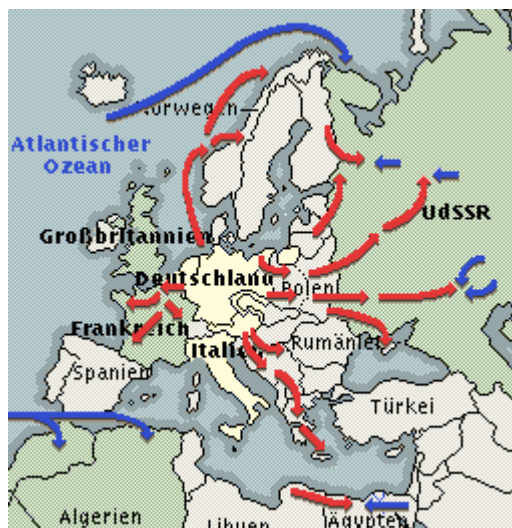 Norwegen
Atlantischer
Ozean
UdSSR
Großbritannien
Deutschland
Polen
Frankreich
Italien
Rumänien
Spanien
Türkei
Algerien
Libyen
Ägypten